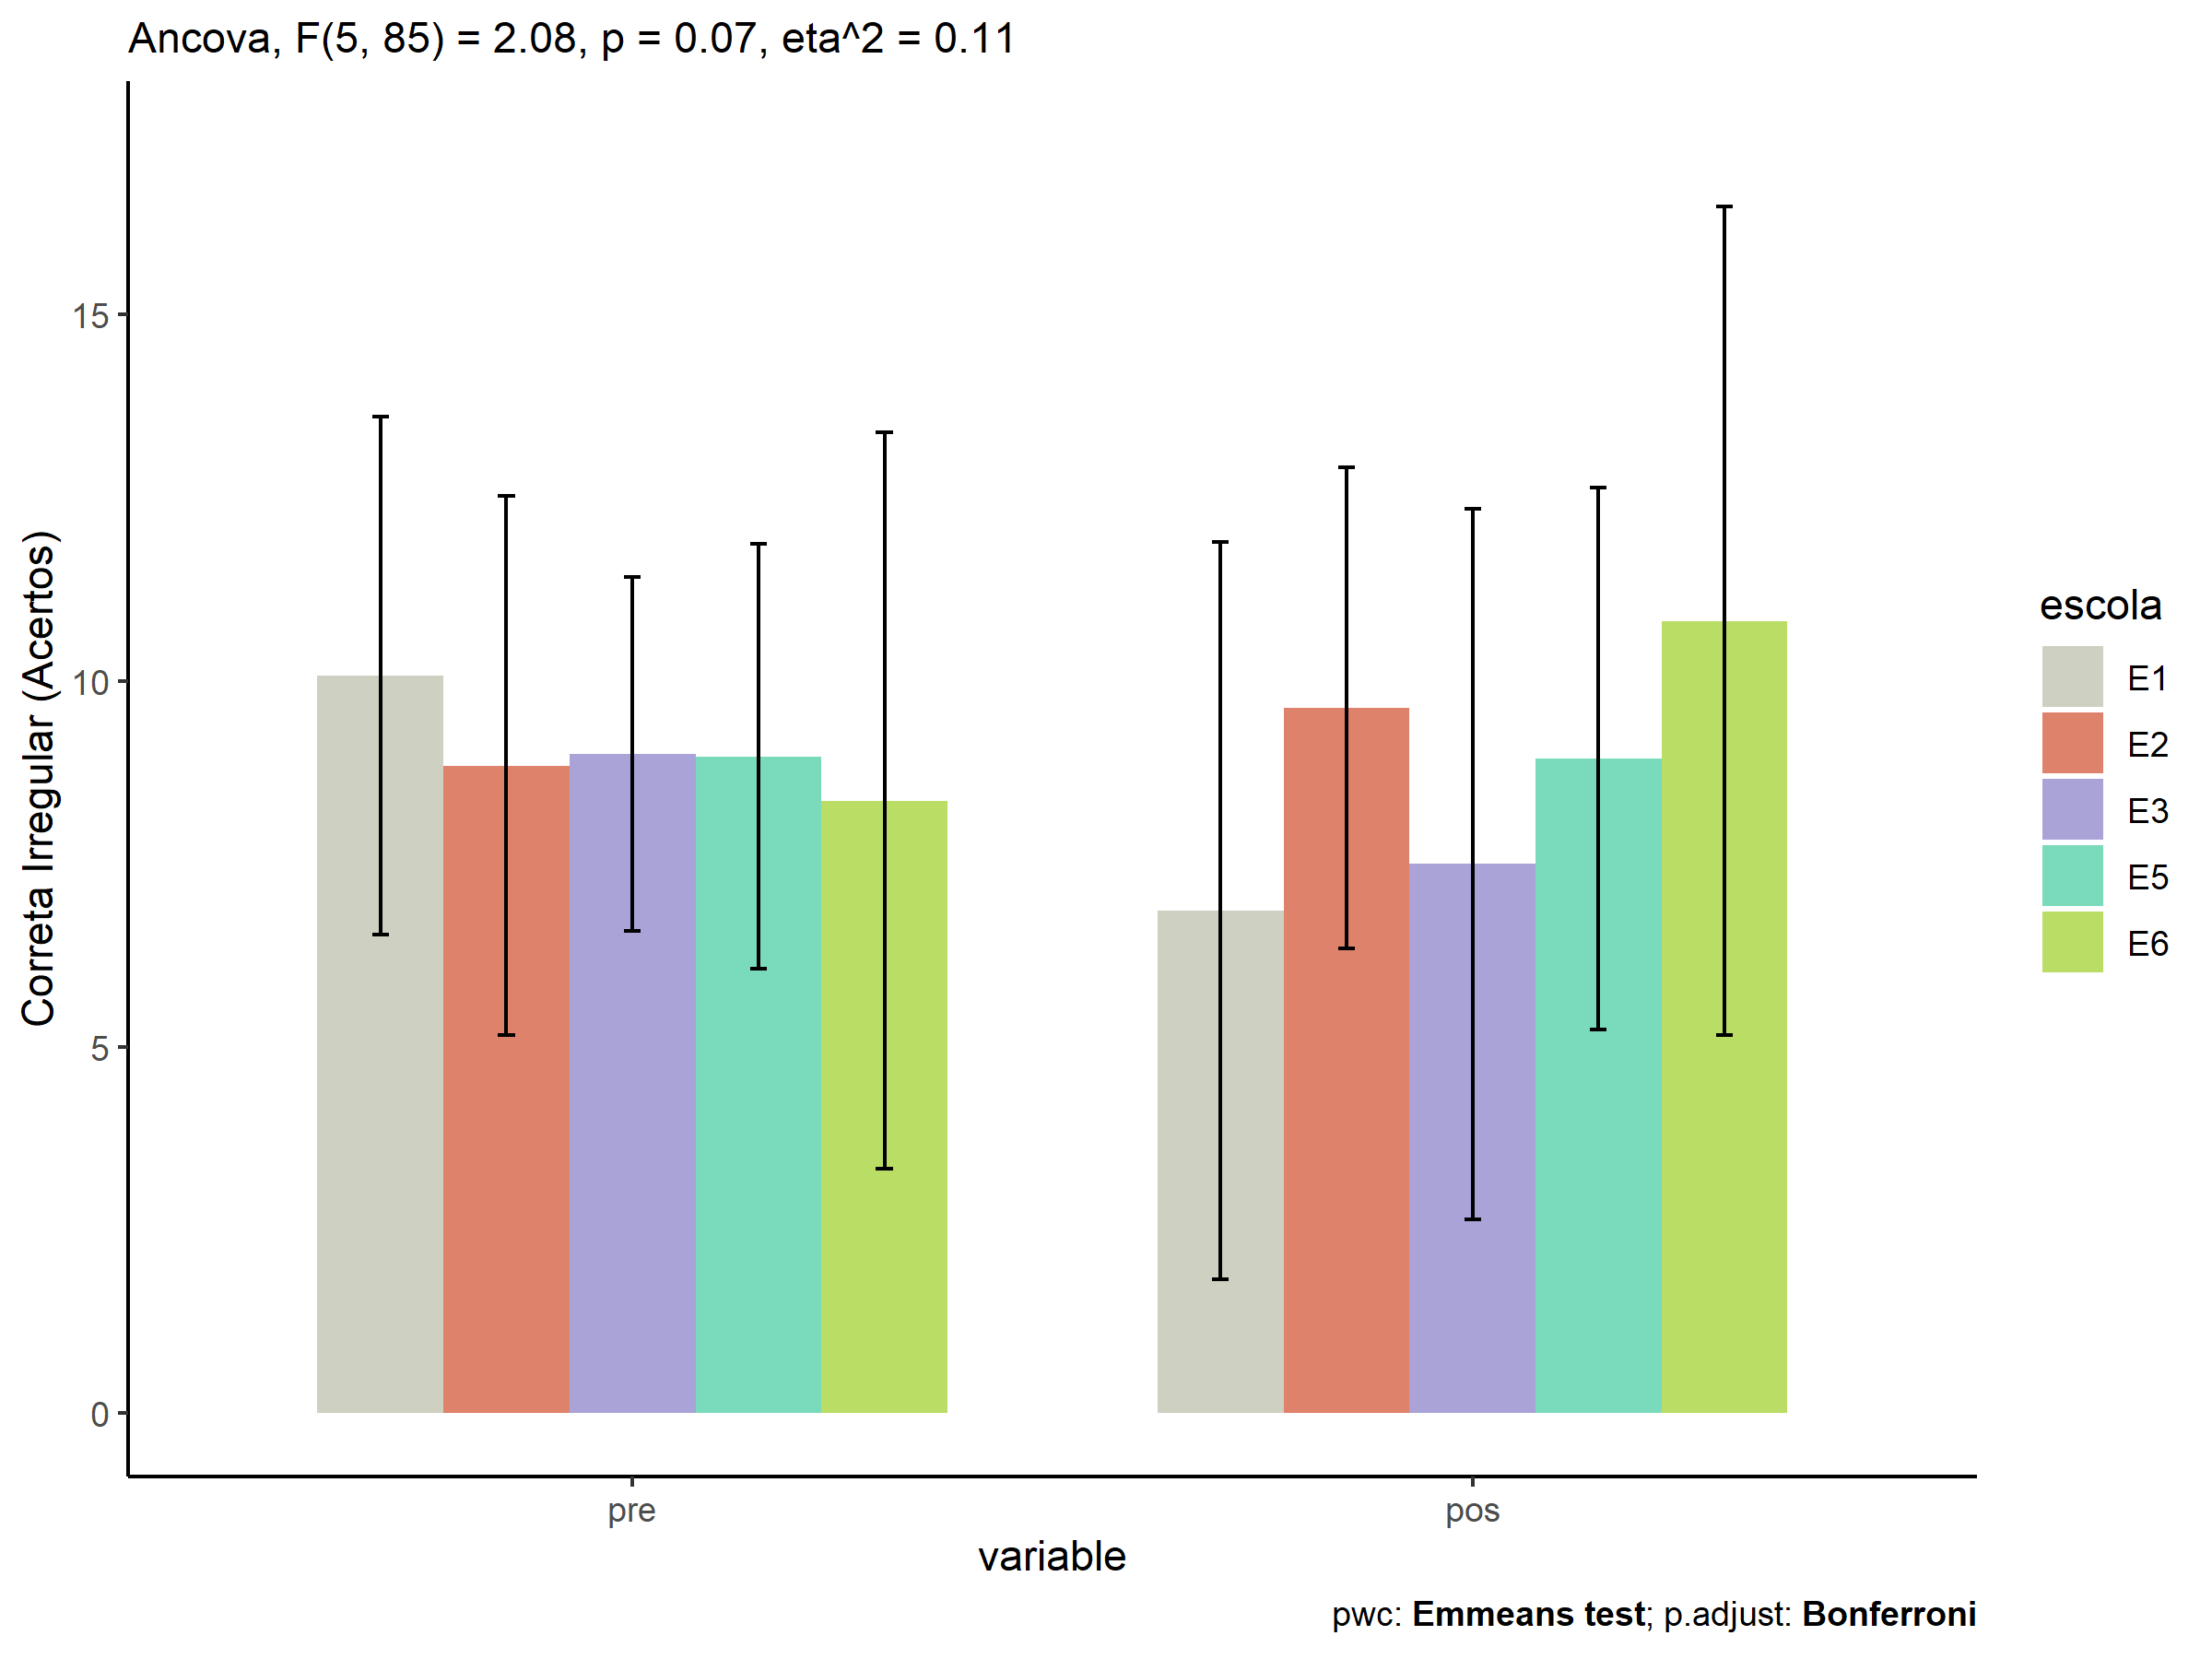 Ancova, F(5, 85) = 2.08, p = 0.07, eta^2 = 0.11
Correta Irregular (Acertos)
15
10
5
0
pre
pos
variable
escola
E1
E2
E3
E5
E6
pwc: Emmeans test; p.adjust: Bonferroni